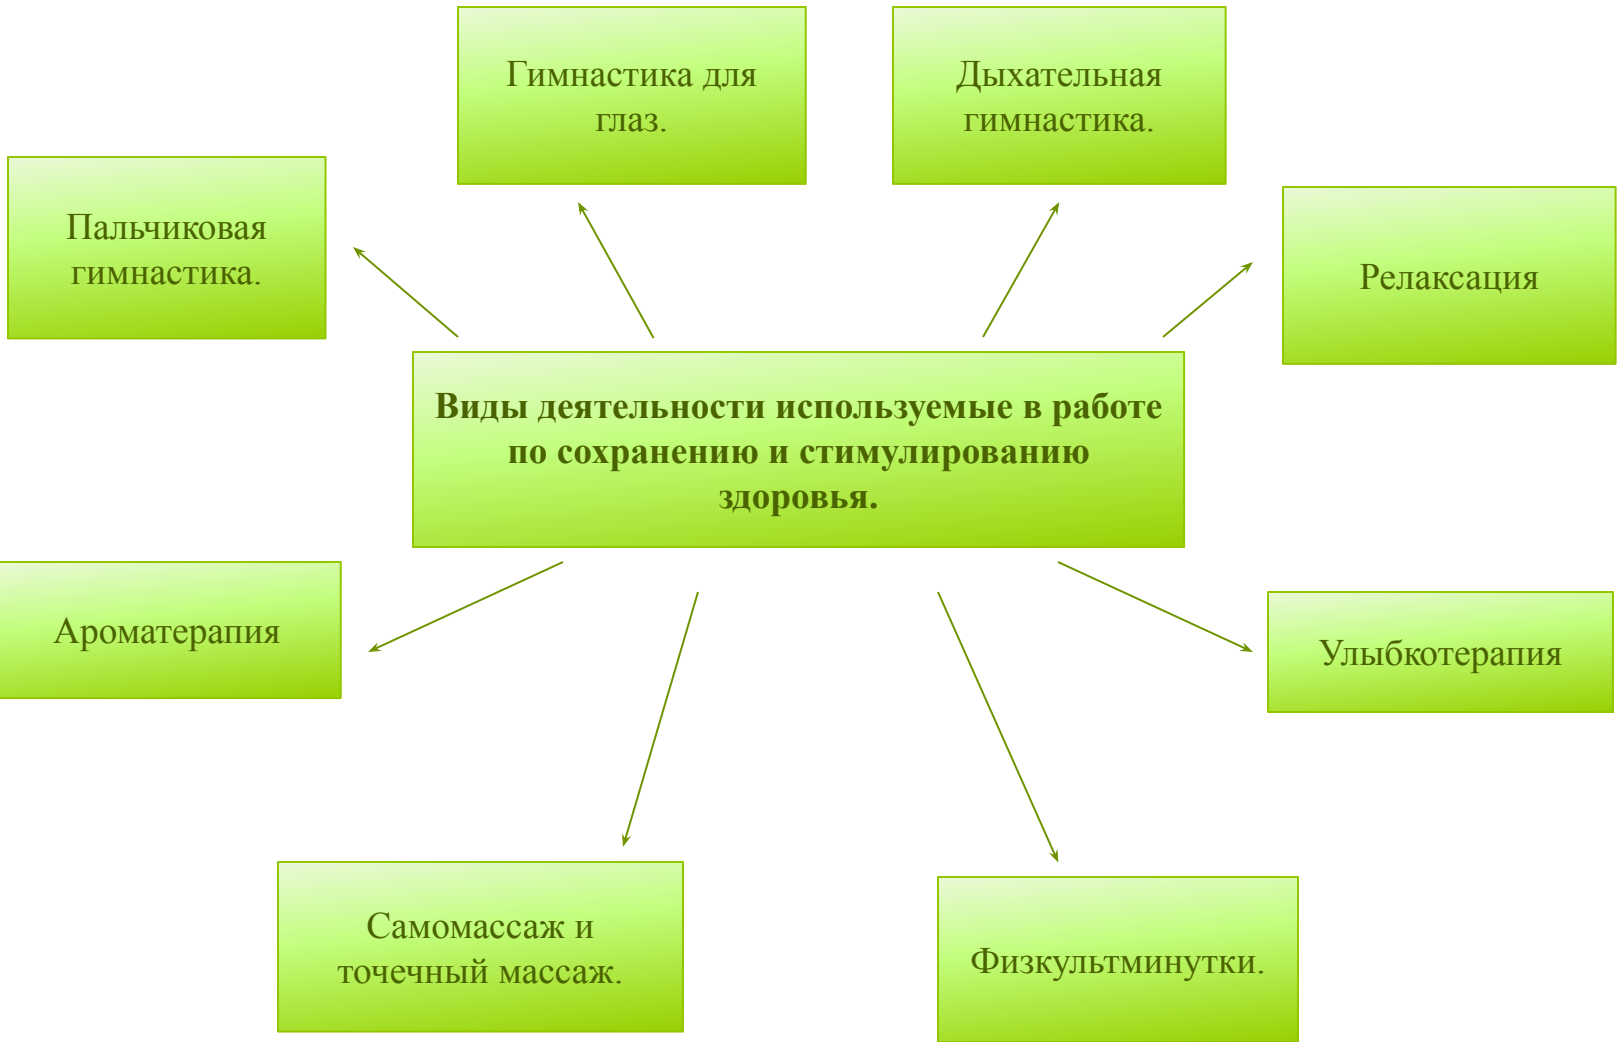 Гимнастика для
глаз.
Дыхательная
гимнастика.
Пальчиковая
гимнастика.
Релаксация
Виды деятельности используемые в работе
по сохранению и стимулированию
здоровья.
Ароматерапия
Улыбкотерапия
Самомассаж и
точечный массаж.
Физкультминутки.